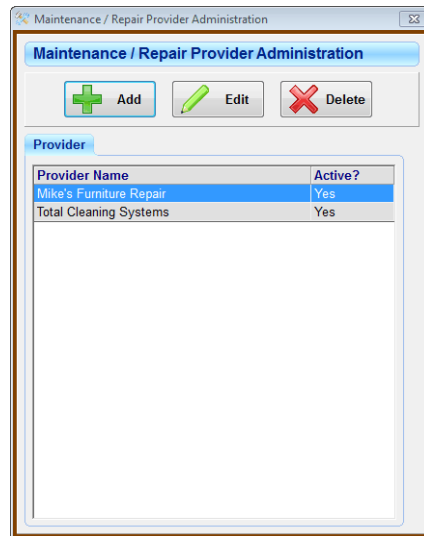 Maintenance / Repair Provider Administration
Maintenance / Repair Provider Administration
Add Edit Delete
Provider
Provider Name Active?
Mike's Furniture Repair Yes
Total Cleaning Systems Yes